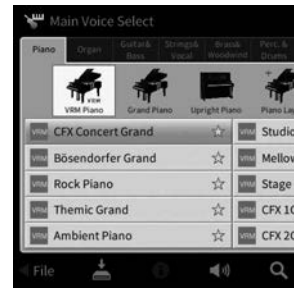 Main Voice Select
Piano
Organ
Guitar&
Bass
Strings&
Vocal
Brass&
Woodwind
Perc. &
Drums
VRM
VRM Piano
Grand Piano
Upright Piano
Piano Lay
VRM CFX Concert Grand
VRM Studio
VRM Bösendorfer Grand
VRM Mellow
VRM Rock Piano
VRM Stage
VRM Themic Grand
VRM CFX 1
VRM Ambient Piano
VRM CFX 2
File